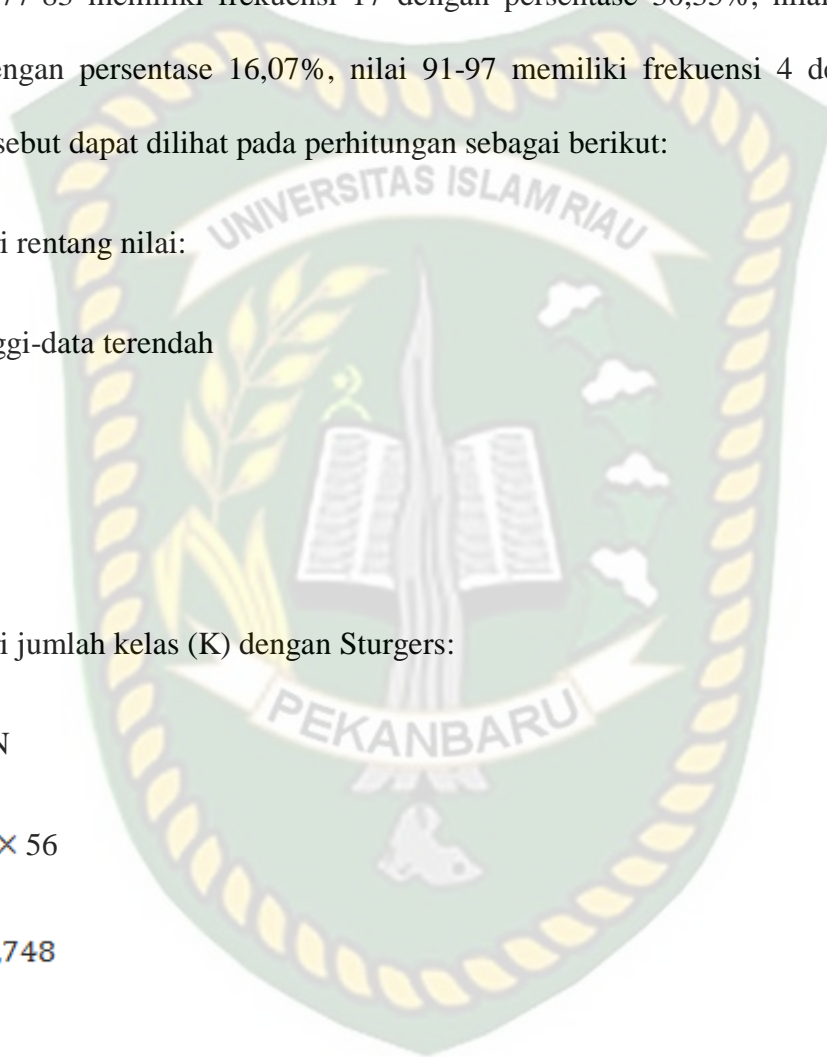 77-83 memiliki frekuensi 17 dengan persentase 30,35%, nilai
engan persentase 16,07%, nilai 91-97 memiliki frekuensi 4 de
sebut dapat dilihat pada perhitungan sebagai berikut:
UNIVERSITAS ISLAM RIAU
i rentang nilai:
ggi-data terendah
i jumlah kelas (K) dengan Sturgers:
PEKANBARU
N
× 56
,748